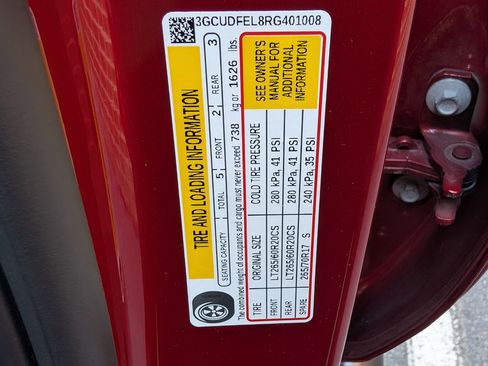 3GCUDFEL8RG401008
TIRE AND LOADING INFORMATION
SEATING CAPACITY TOTAL 5 FRONT 2 REAR 3
The combined weight of occupants and cargo must never exceed 738 kg or 1626 lbs.
TIRE ORIGINAL SIZE COLD TIRE PRESSURE
FRONT LT265/60R20CS 280 kPa, 41 PSI
REAR LT265/60R20CS 280 kPa, 41 PSI
SPARE 265/70R17 S 240 kPa, 35 PSI
SEE OWNER'S
MANUAL FOR
ADDITIONAL
INFORMATION